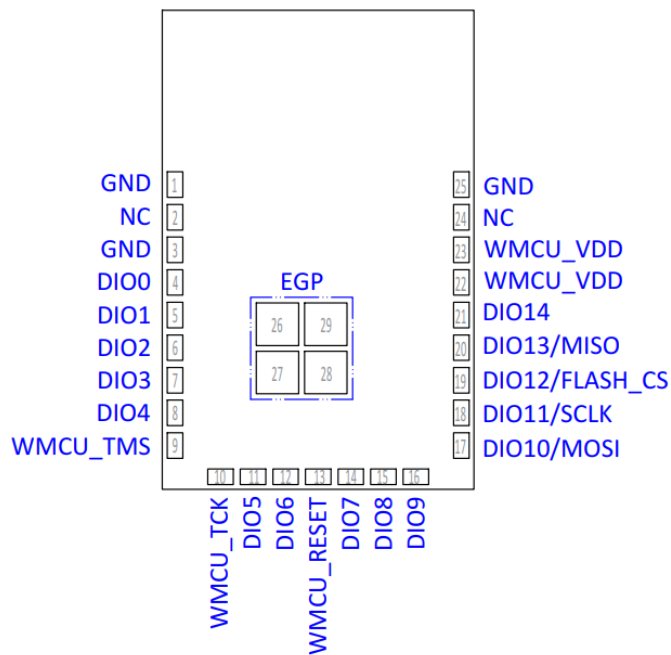 GND 1
NC 2
GND 3
DIO0 4
DIO1 5
DIO2 6
DIO3 7
DIO4 8
WMCU_TMS 9
EGP
26 29
27 28
25 GND
24 NC
23 WMCU_VDD
22 WMCU_VDD
21 DIO14
20 DIO13/MISO
19 DIO12/FLASH_CS
18 DIO11/SCLK
17 DIO10/MOSI
10 WMCU_TCK
11 DIO5
12 DIO6
13 WMCU_RESET
14 DIO7
15 DIO8
16 DIO9